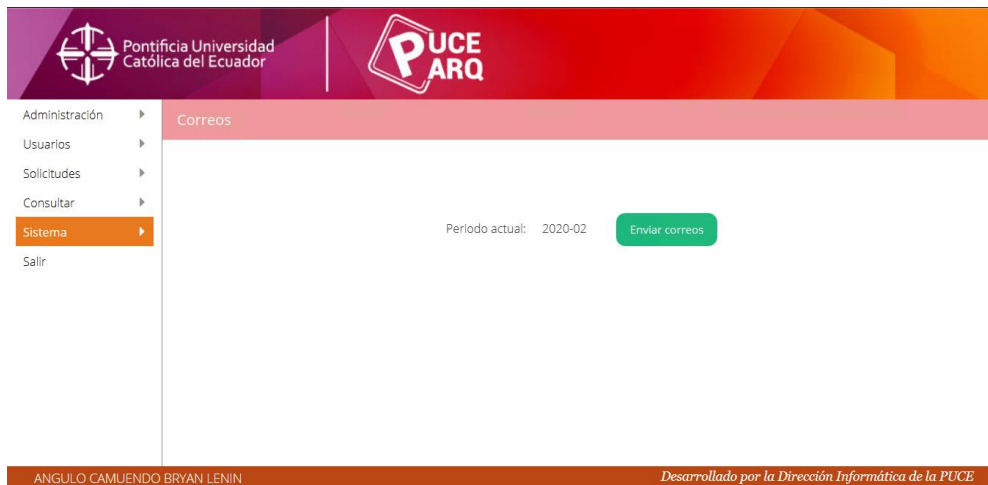 Pontificia Universidad
Católica del Ecuador
PUCE
ARQ
Administración
Correos
Usuarios
Solicitudes
Consultar
Sistema
Periodo actual: 2020-02 Enviar correos
Salir
ANGULO CAMUENDO BRYAN LENIN
Desarrollado por la Dirección Informática de la PUCE